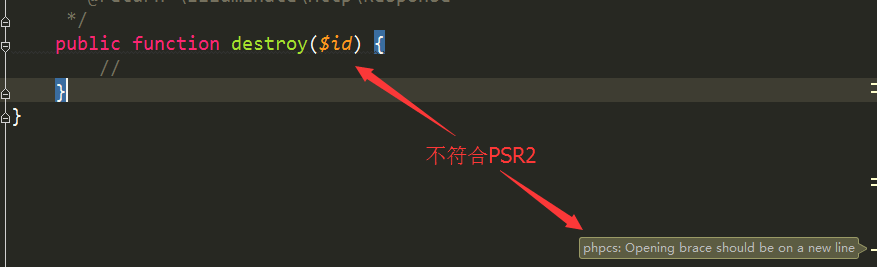 @return \Illuminate\Http\Response
*/
public function destroy($id) {
//
}
}
不符合PSR2
phpcs: Opening brace should be on a new line